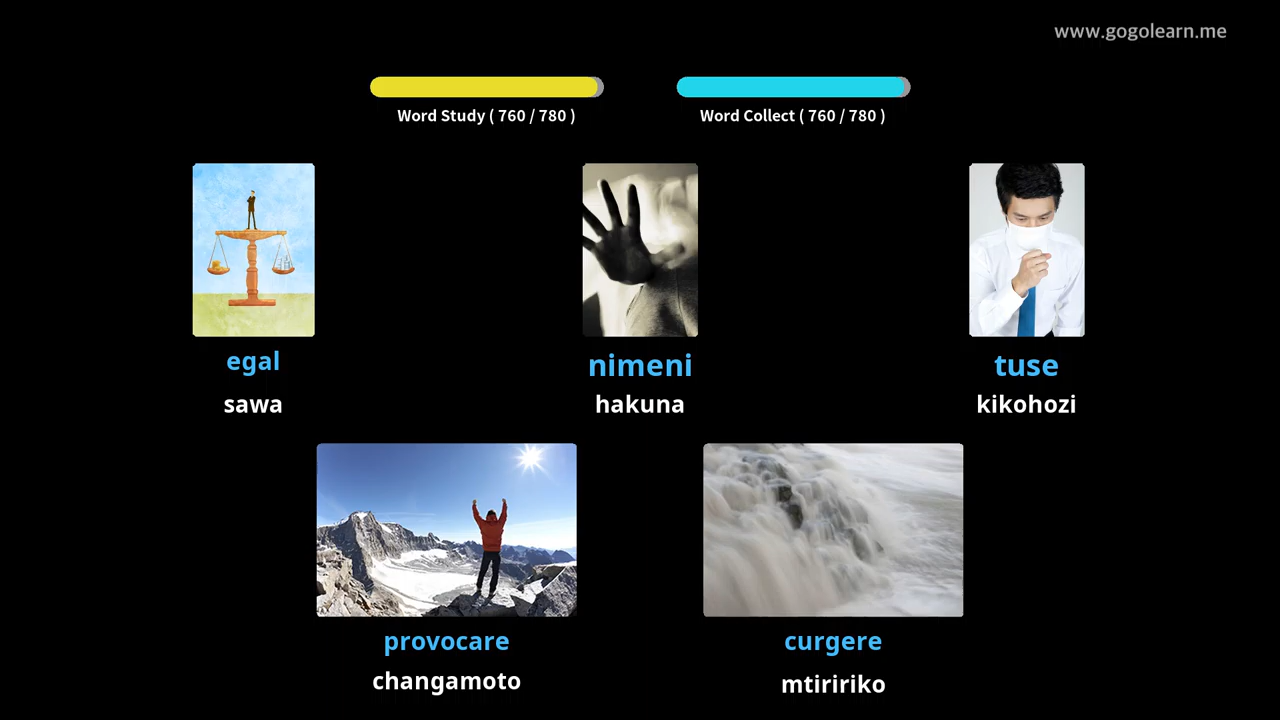 www.gogolearn.me
Word Study ( 760 / 780 )
Word Collect ( 760 / 780 )
egal
sawa
nimeni
hakuna
tuse
kikohozi
provocare
changamoto
curgere
mtiririko